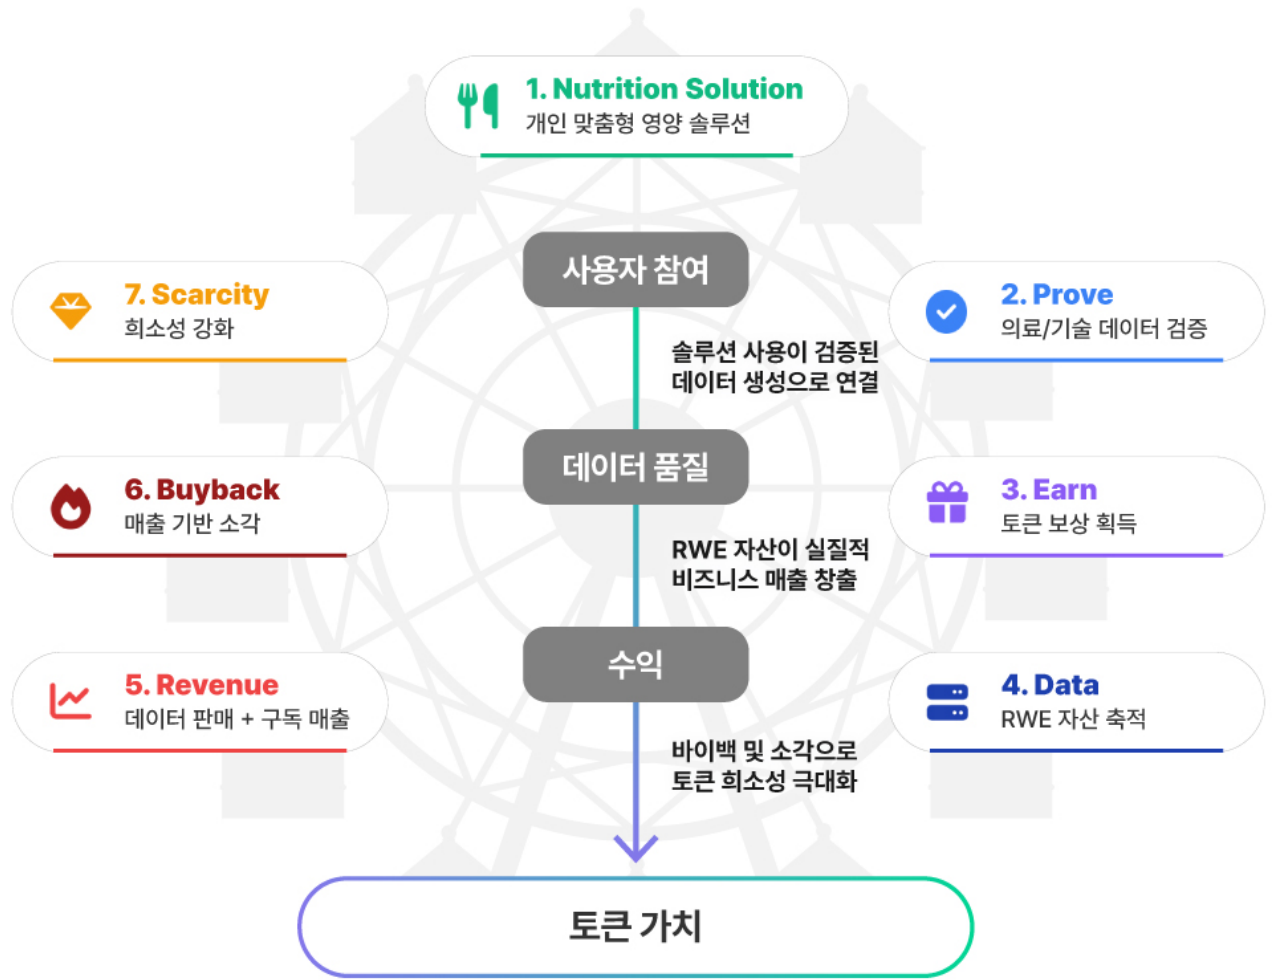 1. Nutrition Solution
개인 맞춤형 영양 솔루션
사용자 참여
7. Scarcity
희소성 강화
2. Prove
의료/기술 데이터 검증
솔루션 사용이 검증된
데이터 생성으로 연결
데이터 품질
6. Buyback
매출 기반 소각
3. Earn
토큰 보상 획득
RWE 자산이 실질적
비즈니스 매출 창출
수익
5. Revenue
데이터 판매 + 구독 매출
4. Data
RWE 자산 축적
바이백 및 소각으로
토큰 희소성 극대화
토큰 가치